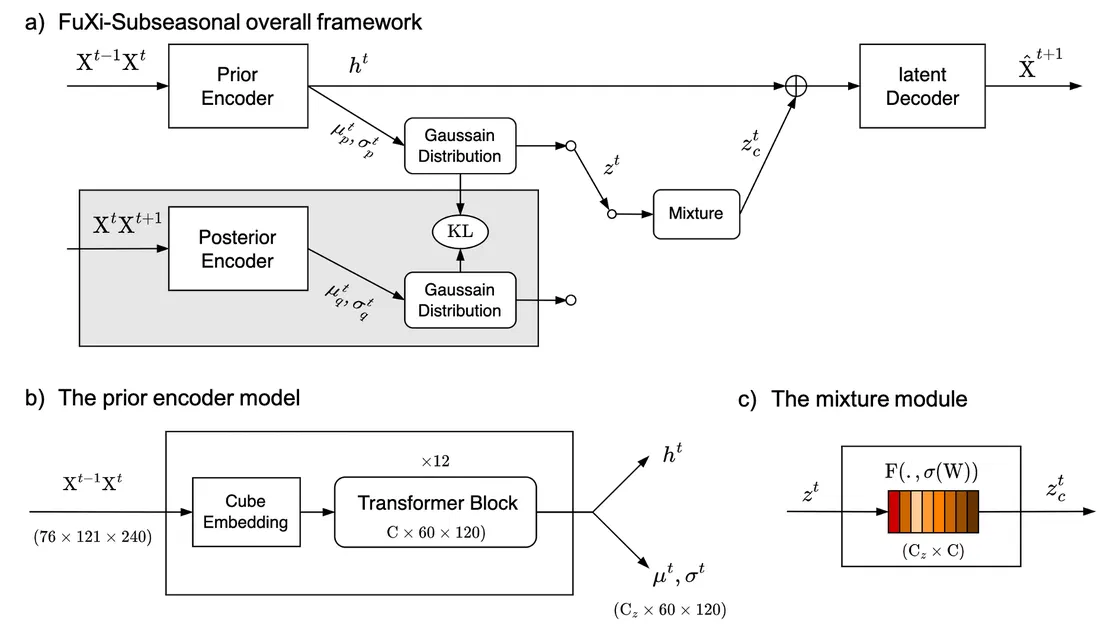 a) FuXi-Subseasonal overall framework
X^{t−1}X^t
Prior
Encoder
h^t
latent
Decoder
X̂^{t+1}
μ_p^t, σ_p^t
Gaussain
Distribution
z^t
z_c^t
Mixture
X^tX^{t+1}
Posterior
Encoder
KL
μ_q^t, σ_q^t
Gaussain
Distribution
b) The prior encoder model
X^{t−1}X^t
(76 × 121 × 240)
Cube
Embedding
×12
Transformer Block
C × 60 × 120)
h^t
μ^t, σ^t
(C_z × 60 × 120)
c) The mixture module
z^t
F(. , σ(W))
(C_z × C)
z_c^t